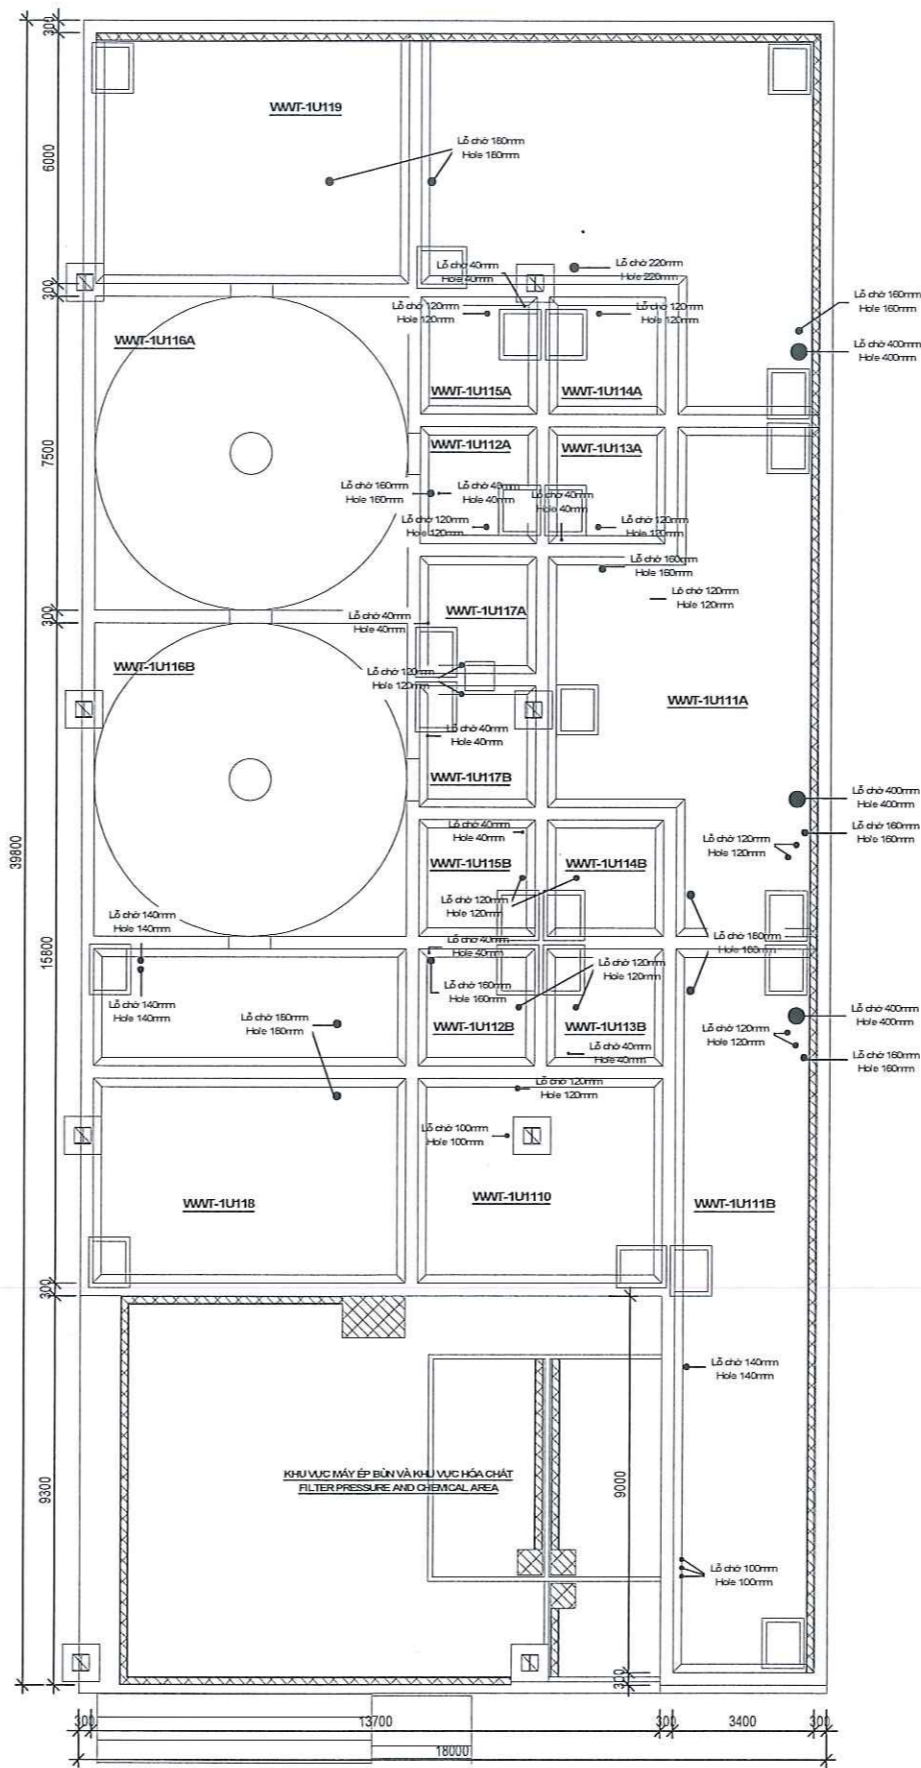 300
WWT-1U119
Lỗ chờ 180mm
Hole 180mm
6000
Lỗ chờ 40mm
Hole 40mm
Lỗ chờ 220mm
Hole 220mm
300
Lỗ chờ 120mm
Hole 120mm
Lỗ chờ 120mm
Hole 120mm
Lỗ chờ 160mm
Hole 160mm
WWT-1U116A
Lỗ chờ 400mm
Hole 400mm
WWT-1U115A
WWT-1U114A
7500
WWT-1U112A
WWT-1U113A
Lỗ chờ 160mm
Hole 160mm
Lỗ chờ 40mm
Hole 40mm
Lỗ chờ 40mm
Hole 40mm
Lỗ chờ 120mm
Hole 120mm
Lỗ chờ 120mm
Hole 120mm
Lỗ chờ 160mm
Hole 160mm
Lỗ chờ 120mm
Hole 120mm
300
Lỗ chờ 40mm
Hole 40mm
WWT-1U117A
WWT-1U116B
Lỗ chờ 120mm
Hole 120mm
WWT-1U111A
Lỗ chờ 40mm
Hole 40mm
WWT-1U117B
Lỗ chờ 400mm
Hole 400mm
39800
Lỗ chờ 40mm
Hole 40mm
Lỗ chờ 160mm
Hole 160mm
Lỗ chờ 120mm
Hole 120mm
WWT-1U115B
WWT-1U114B
Lỗ chờ 120mm
Hole 120mm
Lỗ chờ 140mm
Hole 140mm
15800
Lỗ chờ 40mm
Hole 40mm
Lỗ chờ 180mm
Hole 180mm
Lỗ chờ 120mm
Hole 120mm
Lỗ chờ 160mm
Hole 160mm
Lỗ chờ 140mm
Hole 140mm
Lỗ chờ 180mm
Hole 180mm
WWT-1U112B
WWT-1U113B
Lỗ chờ 400mm
Hole 400mm
Lỗ chờ 120mm
Hole 120mm
Lỗ chờ 40mm
Hole 40mm
Lỗ chờ 160mm
Hole 160mm
Lỗ chờ 120mm
Hole 120mm
Lỗ chờ 100mm
Hole 100mm
WWT-1U118
WWT-1U1110
WWT-1U111B
300
Lỗ chờ 140mm
Hole 140mm
KHU VỰC MÁY ÉP BÙN VÀ KHU VỰC HÓA CHẤT
FILTER PRESSURE AND CHEMICAL AREA
9300
9000
Lỗ chờ 100mm
Hole 100mm
300
300
13700
300
3400
300
18000